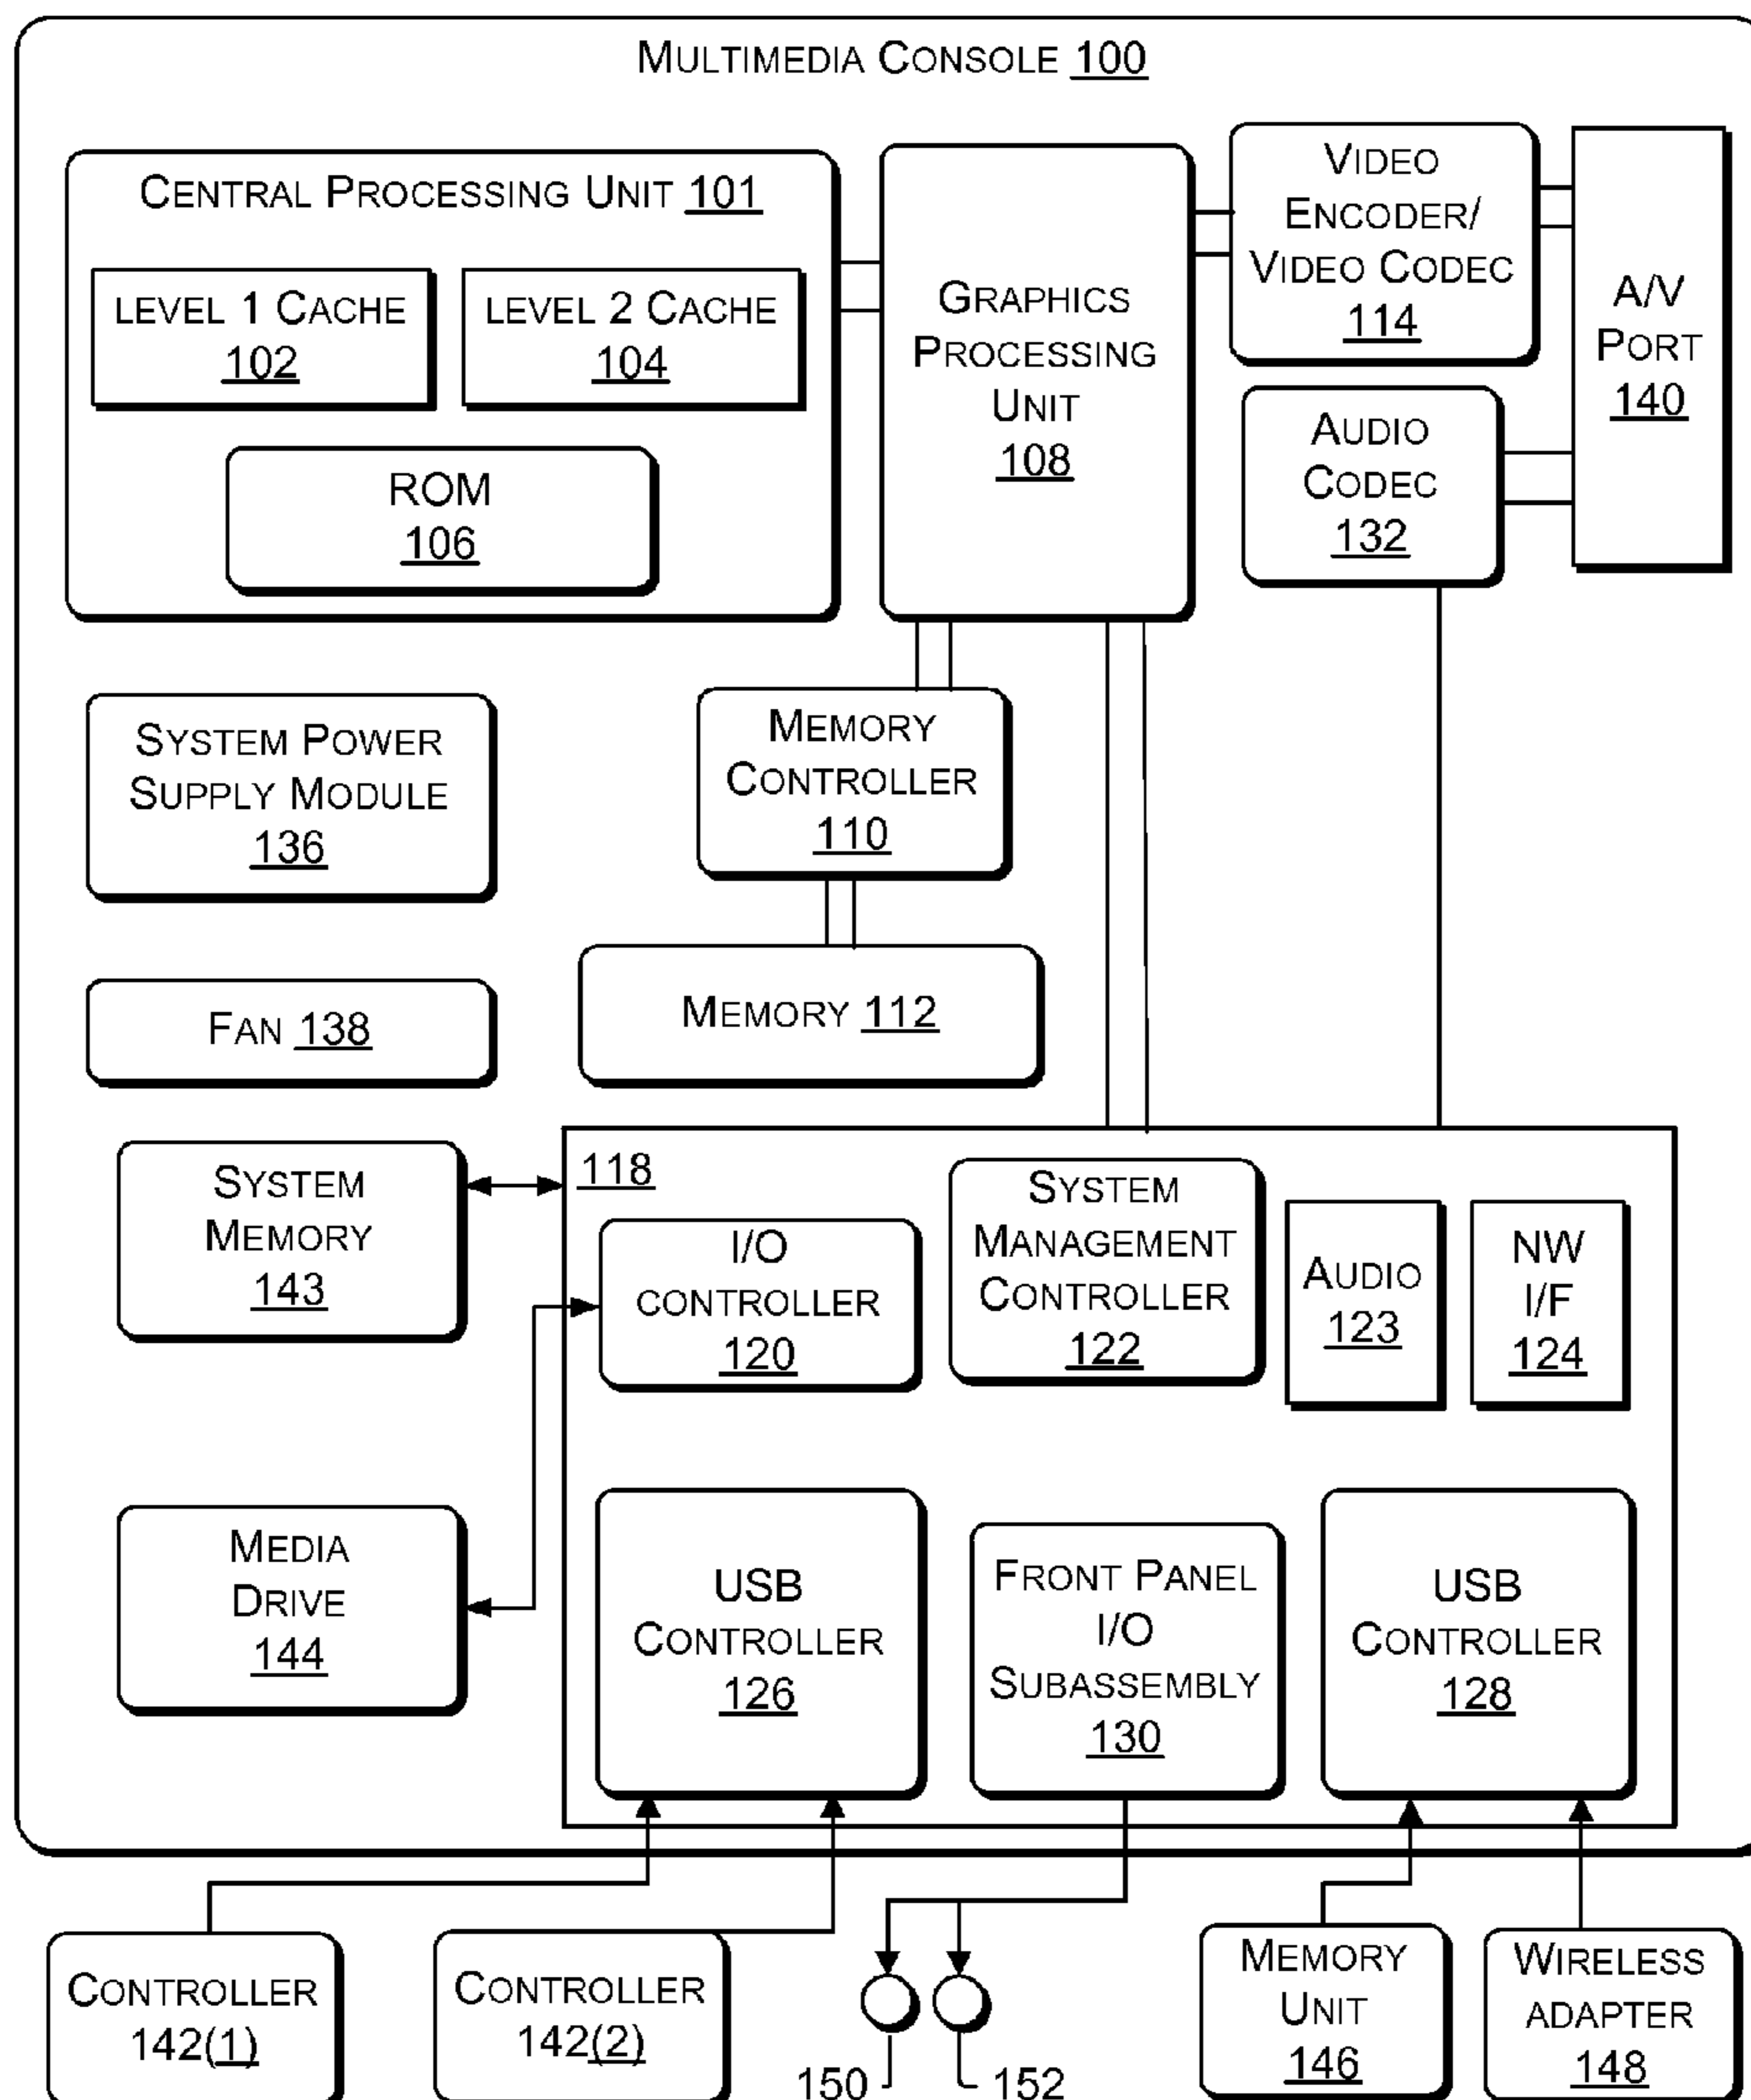 MULTIMEDIA CONSOLE 100
CENTRAL PROCESSING UNIT 101
LEVEL 1 CACHE
102
LEVEL 2 CACHE
104
ROM
106
GRAPHICS
PROCESSING
UNIT
108
VIDEO
ENCODER/
VIDEO CODEC
114
A/V
PORT
140
AUDIO
CODEC
132
SYSTEM POWER
SUPPLY MODULE
136
MEMORY
CONTROLLER
110
FAN 138
MEMORY 112
SYSTEM
MEMORY
143
118
I/O
CONTROLLER
120
SYSTEM
MANAGEMENT
CONTROLLER
122
AUDIO
123
NW
I/F
124
MEDIA
DRIVE
144
USB
CONTROLLER
126
FRONT PANEL
I/O
SUBASSEMBLY
130
USB
CONTROLLER
128
CONTROLLER
142(1)
CONTROLLER
142(2)
150
152
MEMORY
UNIT
146
WIRELESS
ADAPTER
148